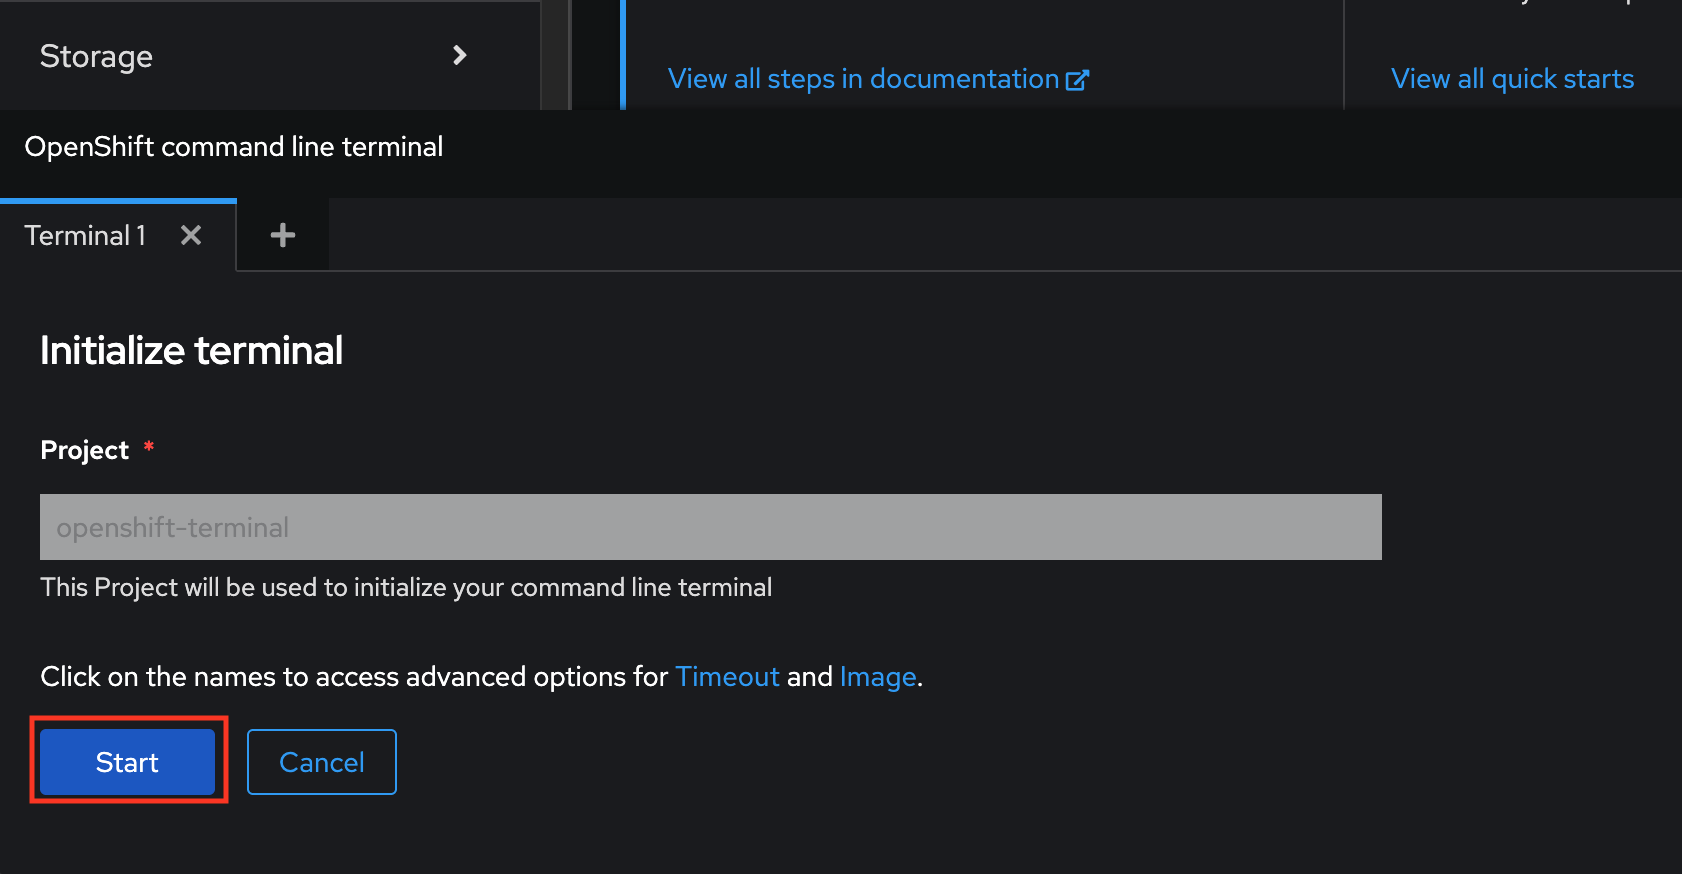 Storage
View all steps in documentation
View all quick starts
OpenShift command line terminal
Terminal 1
Initialize terminal
Project *
openshift-terminal
This Project will be used to initialize your command line terminal
Click on the names to access advanced options for Timeout and Image.
Start
Cancel